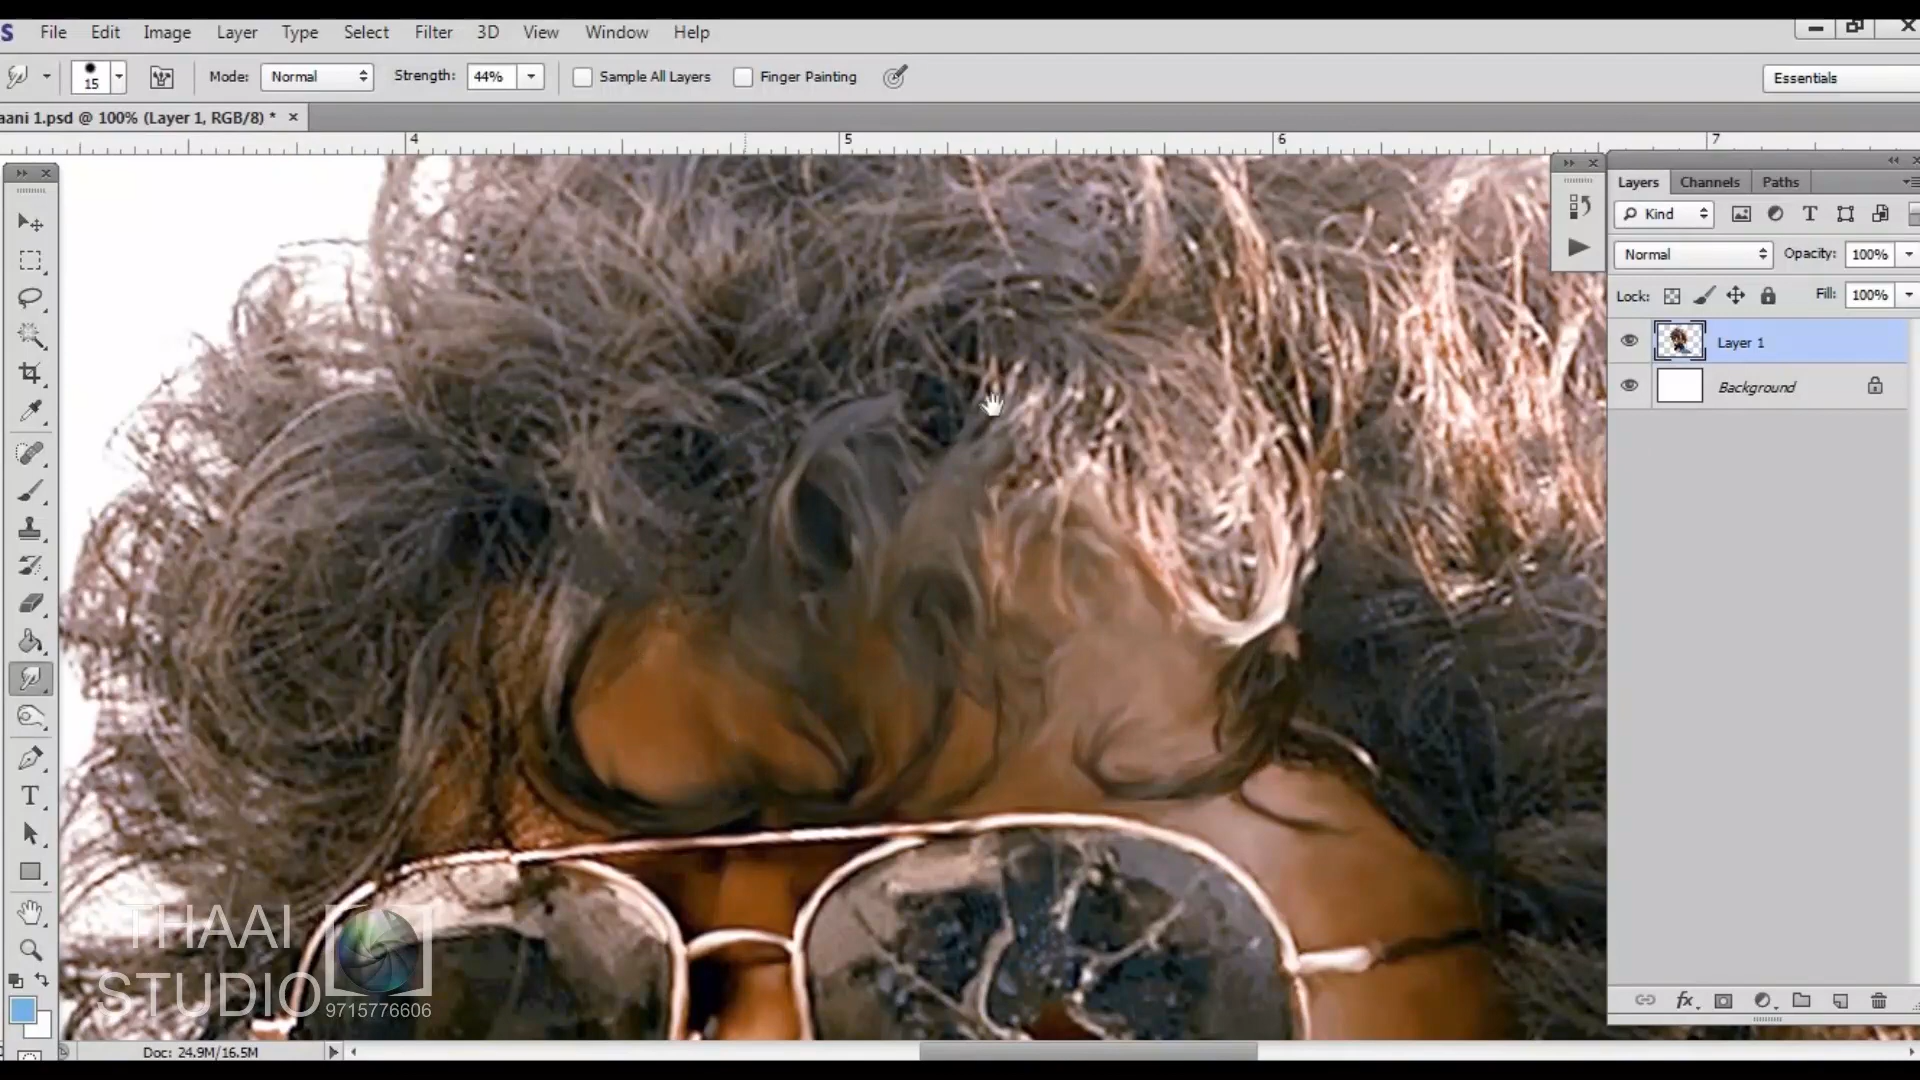 S File Edit Image Layer Type Select Filter 3D View Window Help
15 Mode: Normal Strength: 44% Sample All Layers Finger Painting Essentials
aani 1.psd @ 100% (Layer 1, RGB/8) * ×
4 5 6 7
Layers Channels Paths
Kind
Normal Opacity: 100%
Lock: Fill: 100%
Layer 1
Background
T
THAAI
STUDIO
9715776606
fx
Doc: 24.9M/16.5M